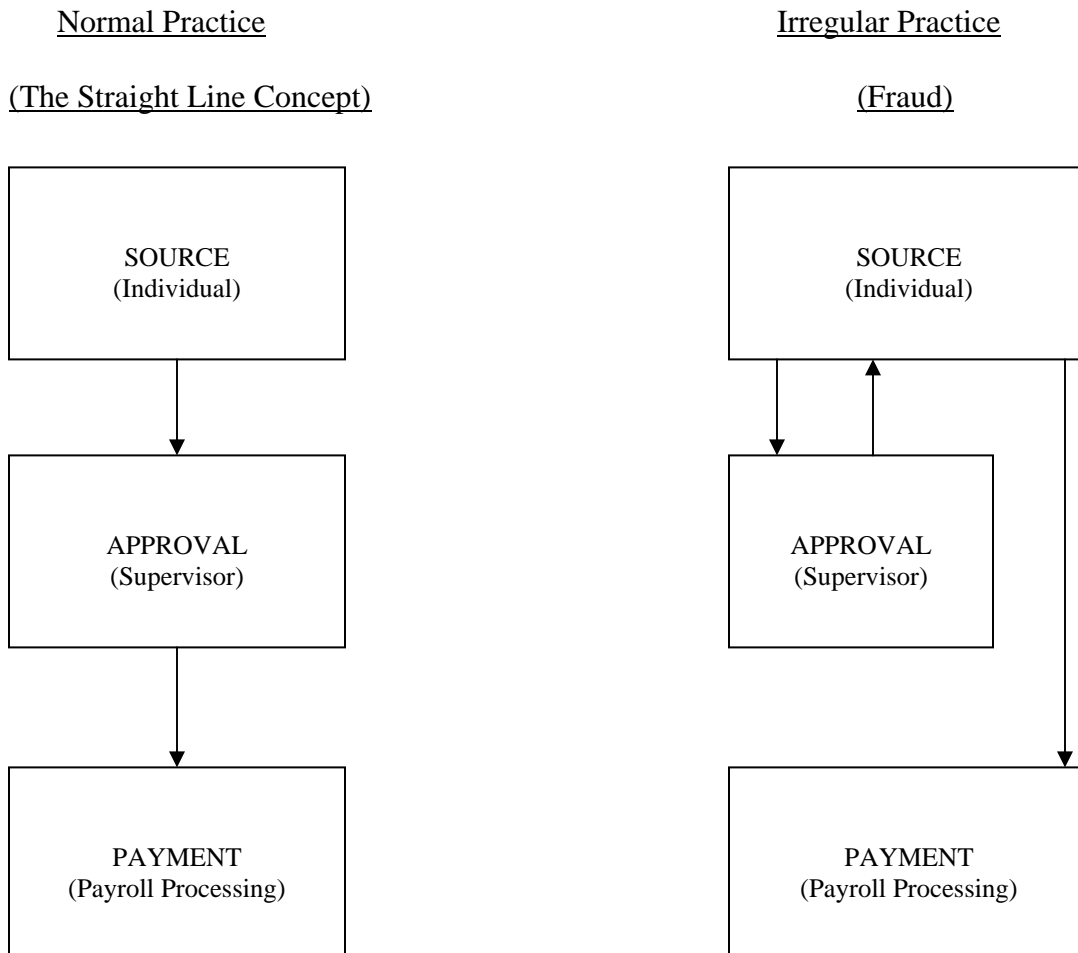 Normal Practice
(The Straight Line Concept)
SOURCE
(Individual)
APPROVAL
(Supervisor)
PAYMENT
(Payroll Processing)
Irregular Practice
(Fraud)
SOURCE
(Individual)
APPROVAL
(Supervisor)
PAYMENT
(Payroll Processing)